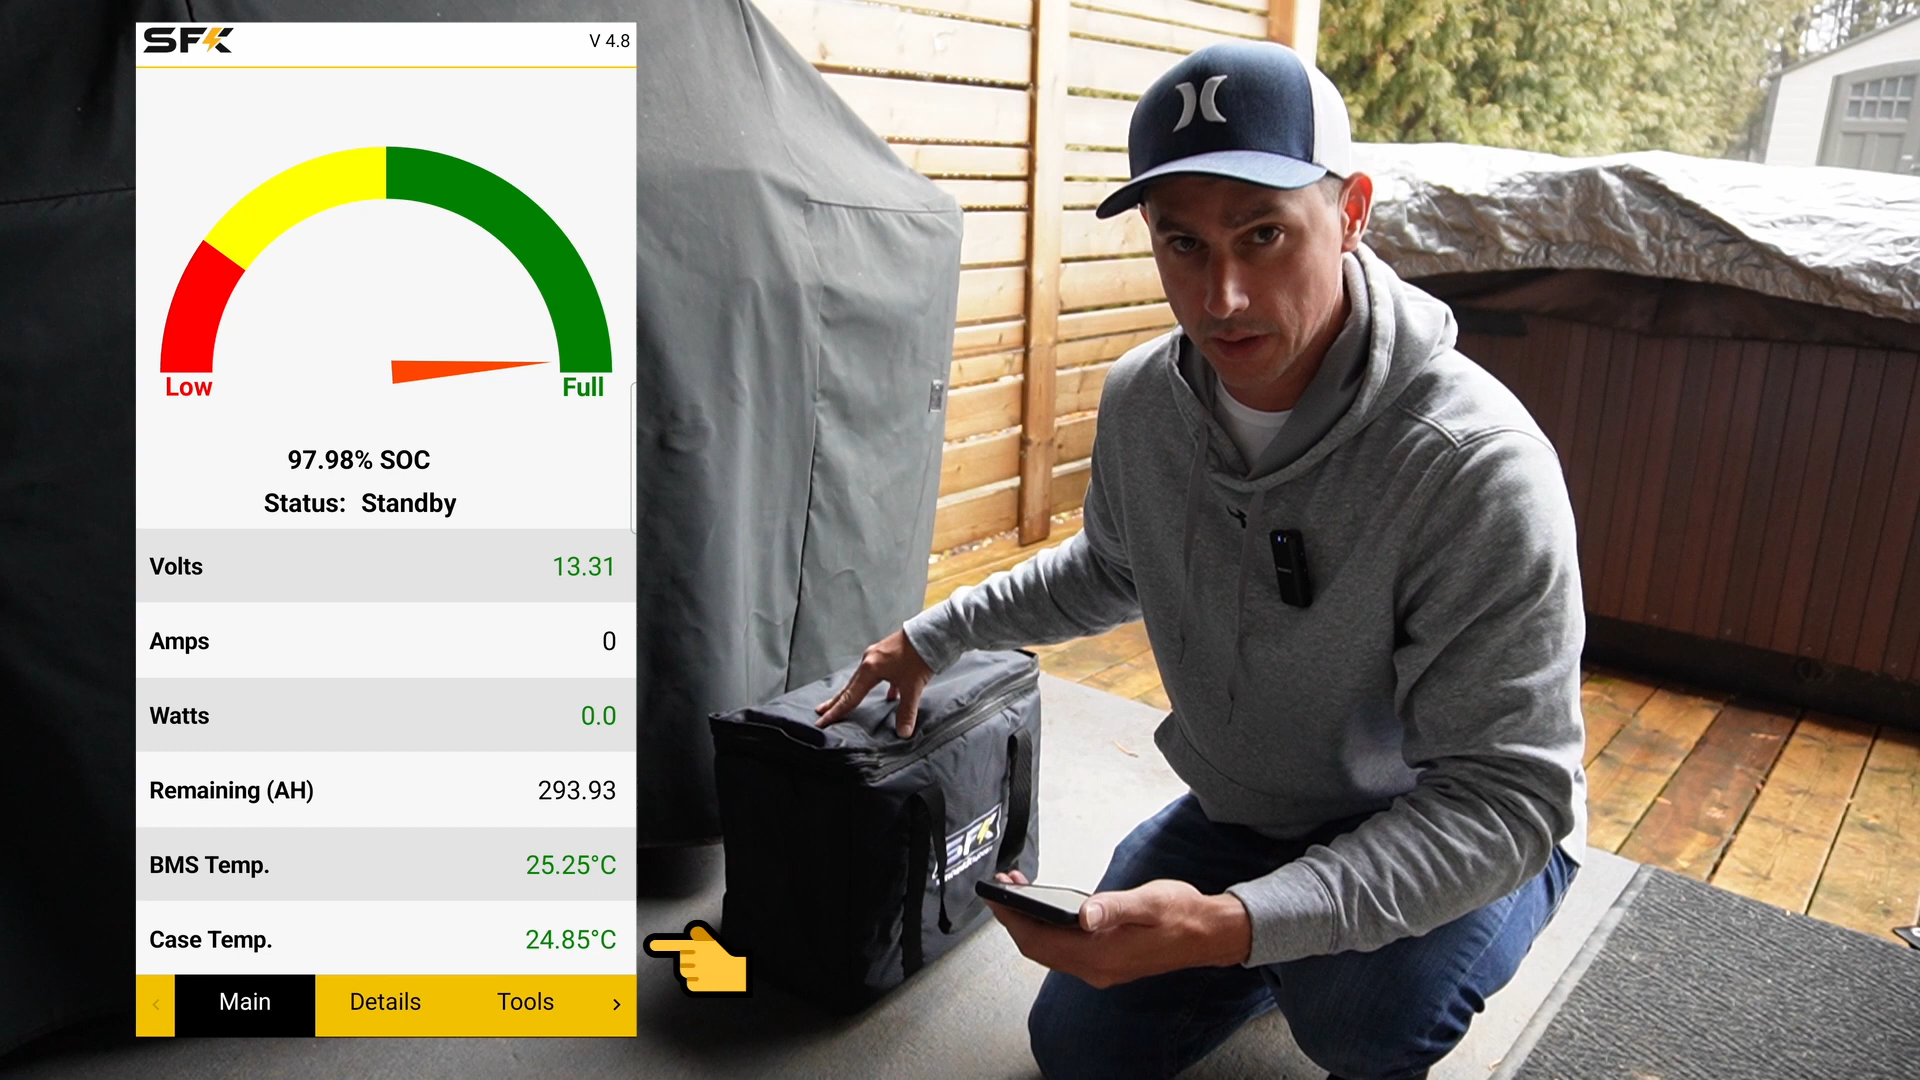 SFK
V 4.8
Low
Full
97.98% SOC
Status: Standby
Volts 13.31
Amps 0
Watts 0.0
Remaining (AH) 293.93
BMS Temp. 25.25°C
Case Temp. 24.85°C
‹ Main Details Tools ›
SFK